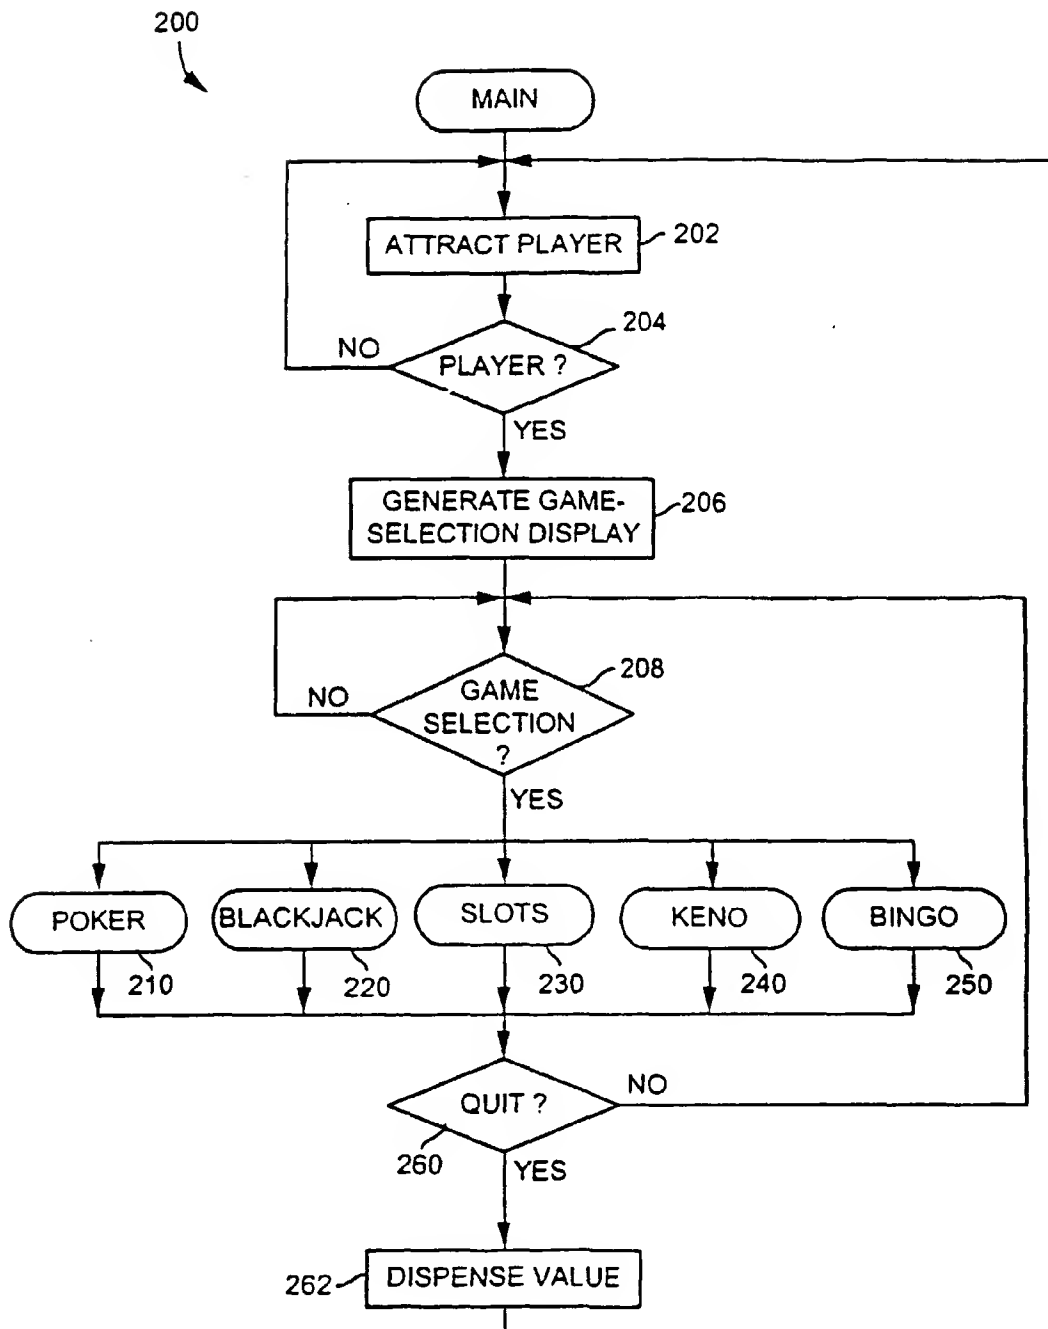 200
MAIN
ATTRACT PLAYER
202
204
NO
PLAYER ?
YES
GENERATE GAME-
SELECTION DISPLAY
206
208
NO
GAME
SELECTION
?
YES
POKER
BLACKJACK
SLOTS
KENO
BINGO
210
220
230
240
250
QUIT ?
NO
260
YES
262
DISPENSE VALUE